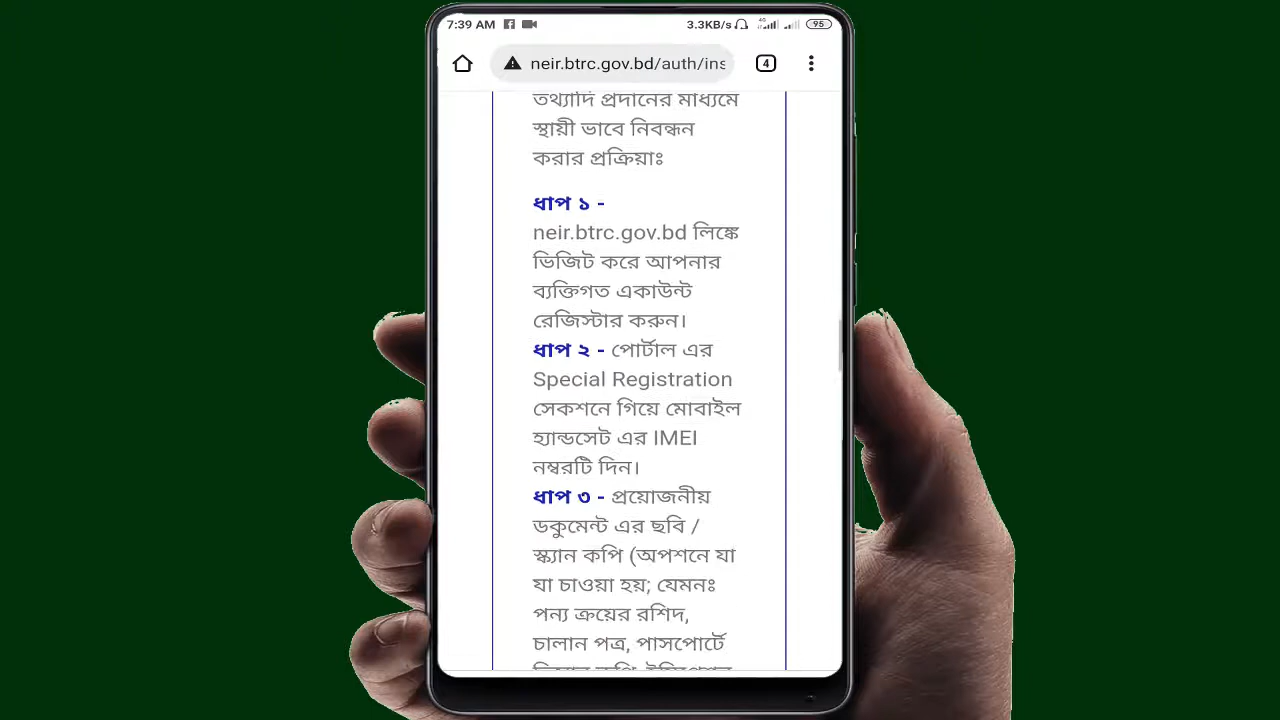 7:39 AM
3.3KB/s
4G
95
neir.btrc.gov.bd/auth/ins
4
তথ্যাদি প্রদানের মাধ্যমে
স্থায়ী ভাবে নিবন্ধন
করার প্রক্রিয়াঃ
ধাপ ১ -
neir.btrc.gov.bd লিঙ্কে
ভিজিট করে আপনার
ব্যক্তিগত একাউন্ট
রেজিস্টার করুন।
ধাপ ২ - পোর্টাল এর
Special Registration
সেকশনে গিয়ে মোবাইল
হ্যান্ডসেট এর IMEI
নম্বরটি দিন।
ধাপ ৩ - প্রয়োজনীয়
ডকুমেন্ট এর ছবি /
স্ক্যান কপি (অপশনে যা
যা চাওয়া হয়; যেমনঃ
পন্য ক্রয়ের রশিদ,
চালান পত্র, পাসপোর্টে